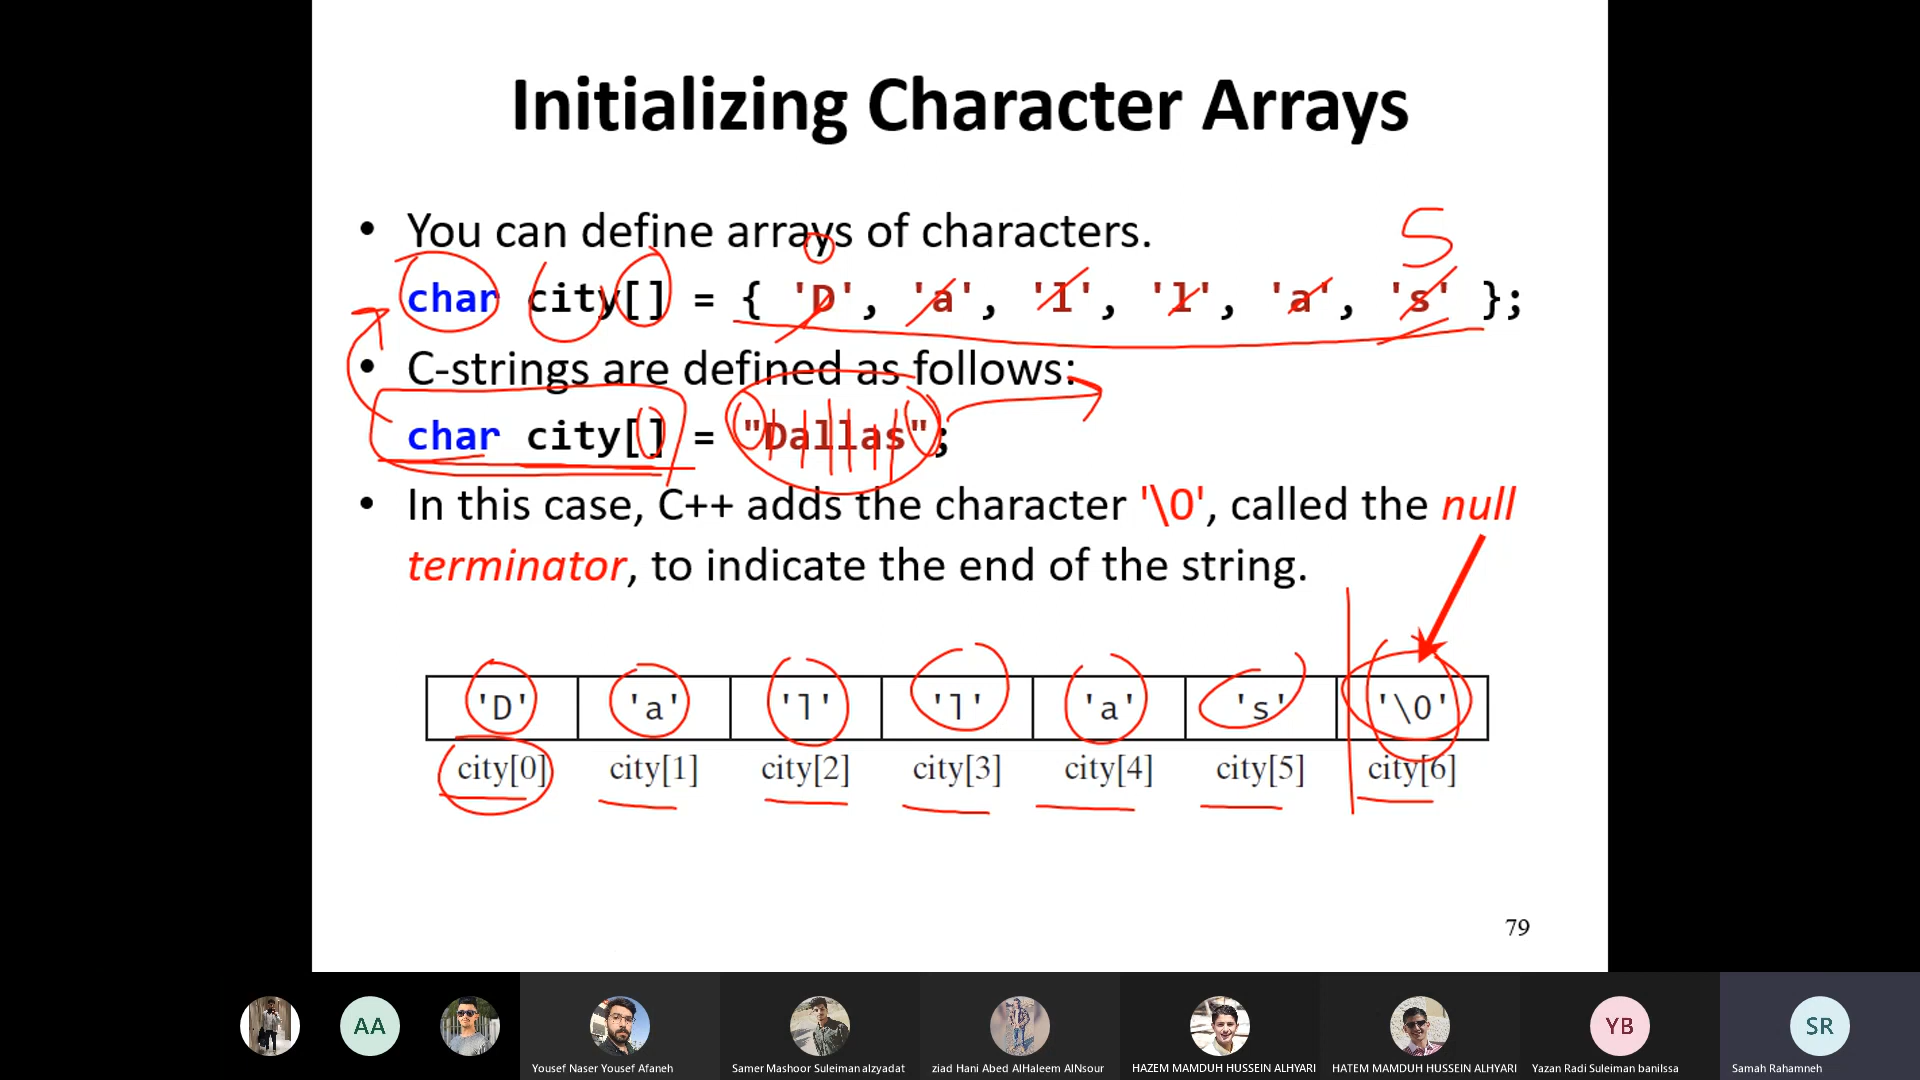 Initializing Character Arrays
• You can define arrays of characters.
0
5
char city[] = { 'D', 'a', 'l', 'l', 'a', 's' };
• C-strings are defined as follows:
char city[] = "Dallas";
• In this case, C++ adds the character '\0', called the null
terminator, to indicate the end of the string.
'D' 'a' 'l' 'l' 'a' 's' '\0'
city[0] city[1] city[2] city[3] city[4] city[5] city[6]
79
AA YB SR
Yousef Naser Yousef Afaneh Samer Mashoor Suleiman alzyadat ziad Hani Abed AlHaleem AlNsour HAZEM MAMDUH HUSSEIN ALHYARI HATEM MAMDUH HUSSEIN ALHYARI Yazan Radi Suleiman banilssa Samah Rahamneh